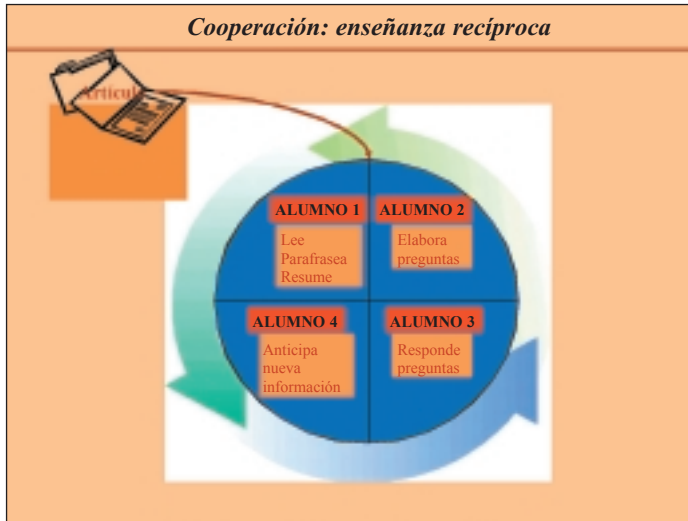 Cooperación: enseñanza recíproca
ALUMNO 1
Lee
Parafrasea
Resume
ALUMNO 2
Elabora
preguntas
ALUMNO 4
Anticipa
nueva
información
ALUMNO 3
Responde
preguntas